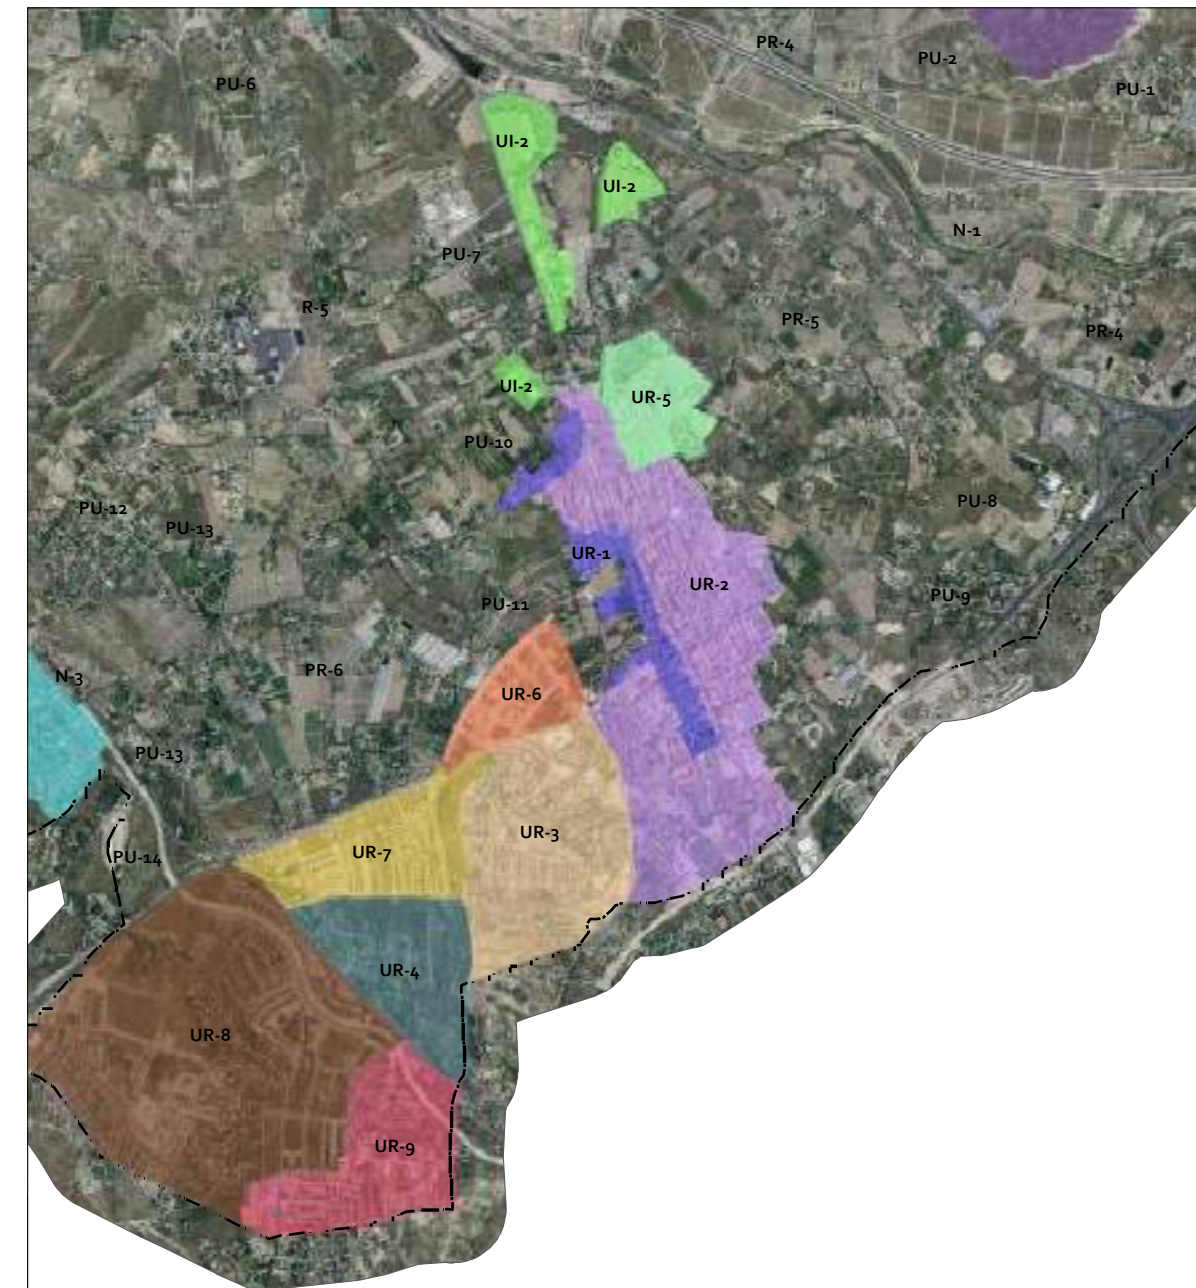 PR-4
PU-2
PU-6
PU-1
UI-2
UI-2
N-1
PU-7
R-5
PR-5
PR-4
UI-2
UR-5
PU-10
PU-8
PU-12
PU-13
UR-1
UR-2
PU-9
PU-11
PR-6
N-3
UR-6
PU-13
UR-3
UR-7
PU-14
UR-4
UR-8
UR-9